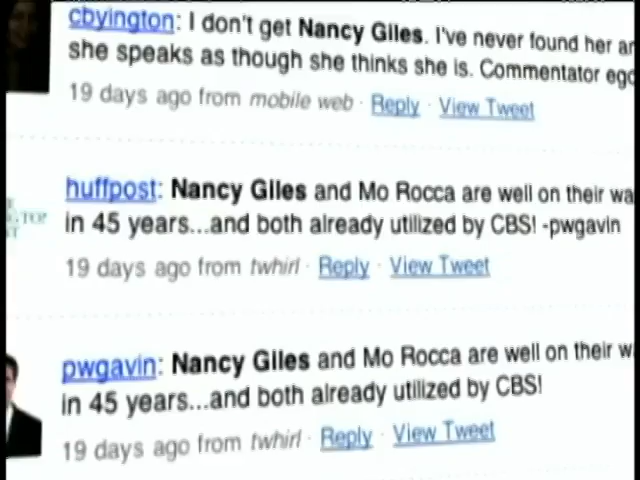 cbyington: I don't get Nancy Giles. I've never found her
she speaks as though she thinks she is. Commentator
19 days ago from mobile web · Reply · View Tweet
huffpost: Nancy Giles and Mo Rocca are well on their
in 45 years...and both already utilized by CBS! -pwgavin
TOP
19 days ago from twhirl · Reply · View Tweet
pwgavin: Nancy Giles and Mo Rocca are well on their
in 45 years...and both already utilized by CBS!
19 days ago from twhirl · Reply · View Tweet